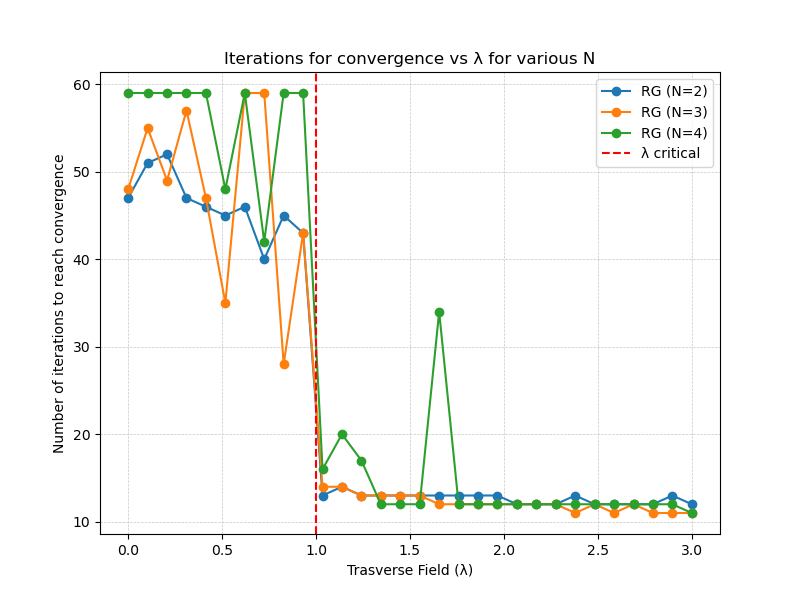 Iterations for convergence vs λ for various N
RG (N=2)
RG (N=3)
RG (N=4)
λ critical
Number of iterations to reach convergence
60
50
40
30
20
10
0.0 0.5 1.0 1.5 2.0 2.5 3.0
Trasverse Field (λ)